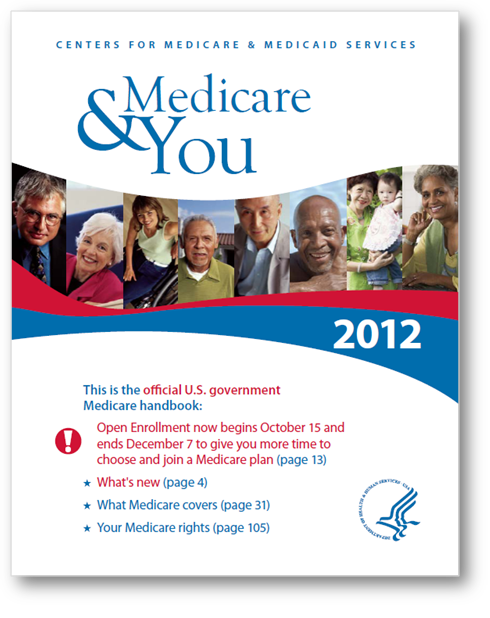 CENTERS FOR MEDICARE & MEDICAID SERVICES
Medicare
&You
2012
This is the official U.S. government
Medicare handbook:
Open Enrollment now begins October 15 and
ends December 7 to give you more time to
choose and join a Medicare plan (page 13)
★ What's new (page 4)
★ What Medicare covers (page 31)
★ Your Medicare rights (page 105)
DEPARTMENT OF HEALTH & HUMAN SERVICES · USA